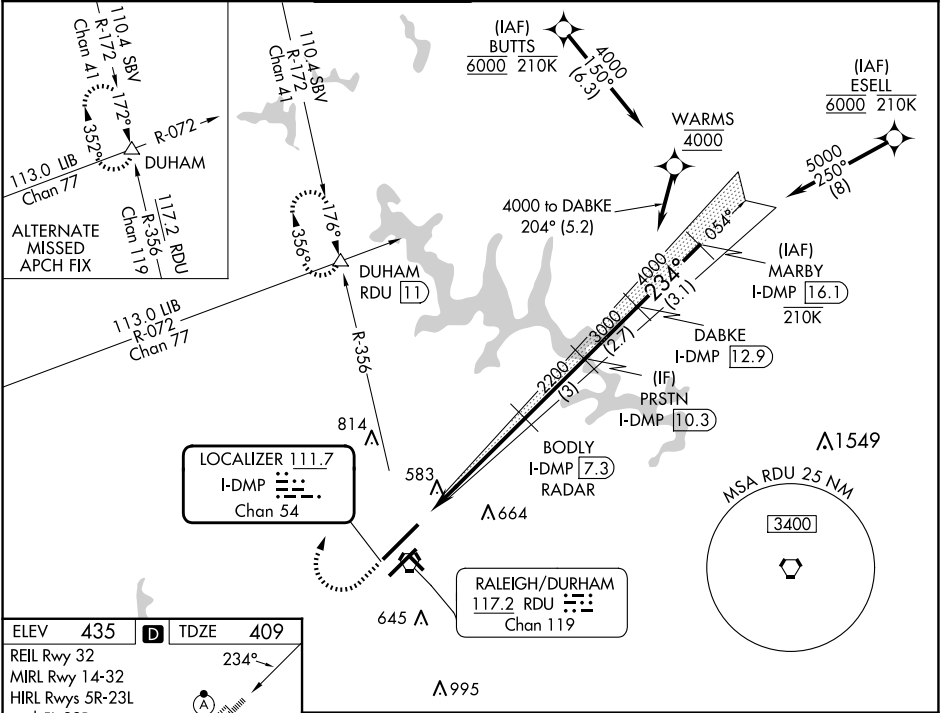 110.4 SBV
R-172
Chan 41
172°
352°
R-072
DUHAM
113.0 LIB
Chan 77
117.2 RDU
R-356
Chan 119
ALTERNATE
MISSED
APCH FIX
110.4 SBV
R-172
Chan 41
176°
356°
DUHAM
RDU 11
113.0 LIB
R-072
Chan 77
R-356
(IAF)
BUTTS
6000 210K
4000
150°
(6.3)
WARMS
4000
(IAF)
ESELL
6000 210K
5000
250°
(8)
4000 to DABKE
204° (5.2)
054°
4000
234°
(3.1)
(IAF)
MARBY
I-DMP 16.1
210K
3000
(2.7)
DABKE
I-DMP 12.9
2200
(3)
(IF)
PRSTN
I-DMP 10.3
BODLY
I-DMP 7.3
RADAR
814
583
664
1549
LOCALIZER 111.7
I-DMP
Chan 54
MSA RDU 25 NM
3400
RALEIGH/DURHAM
117.2 RDU
Chan 119
645
995
ELEV 435 D TDZE 409
REIL Rwy 32
MIRL Rwy 14-32
HIRL Rwys 5R-23L
234°
A